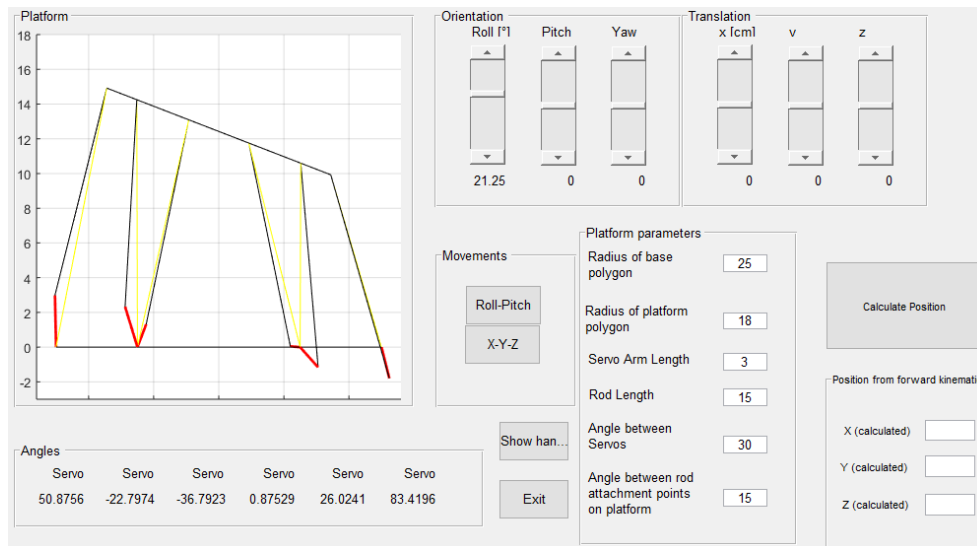 Platform
18
16
14
12
10
8
6
4
2
0
-2
Orientation
Roll [°] Pitch Yaw
21.25 0 0
Translation
x [cm] v z
0 0 0
Movements
Roll-Pitch
X-Y-Z
Platform parameters
Radius of base
polygon
25
Radius of platform
polygon
18
Servo Arm Length
3
Rod Length
15
Angle between
Servos
30
Angle between rod
attachment points
on platform
15
Calculate Position
Position from forward kinemati
X (calculated)
Y (calculated)
Z (calculated)
Show han...
Exit
Angles
Servo Servo Servo Servo Servo Servo
50.8756 -22.7974 -36.7923 0.87529 26.0241 83.4196